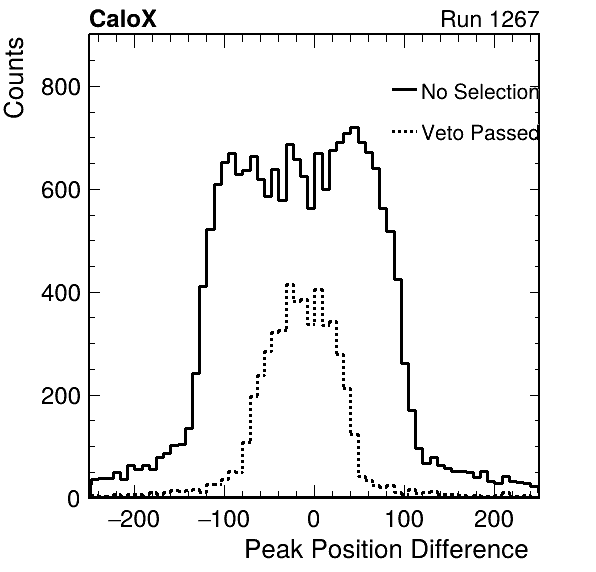 CaloX Run 1267
Counts
800
600
400
200
0
No Selection
Veto Passed
−200 −100 0 100 200
Peak Position Difference